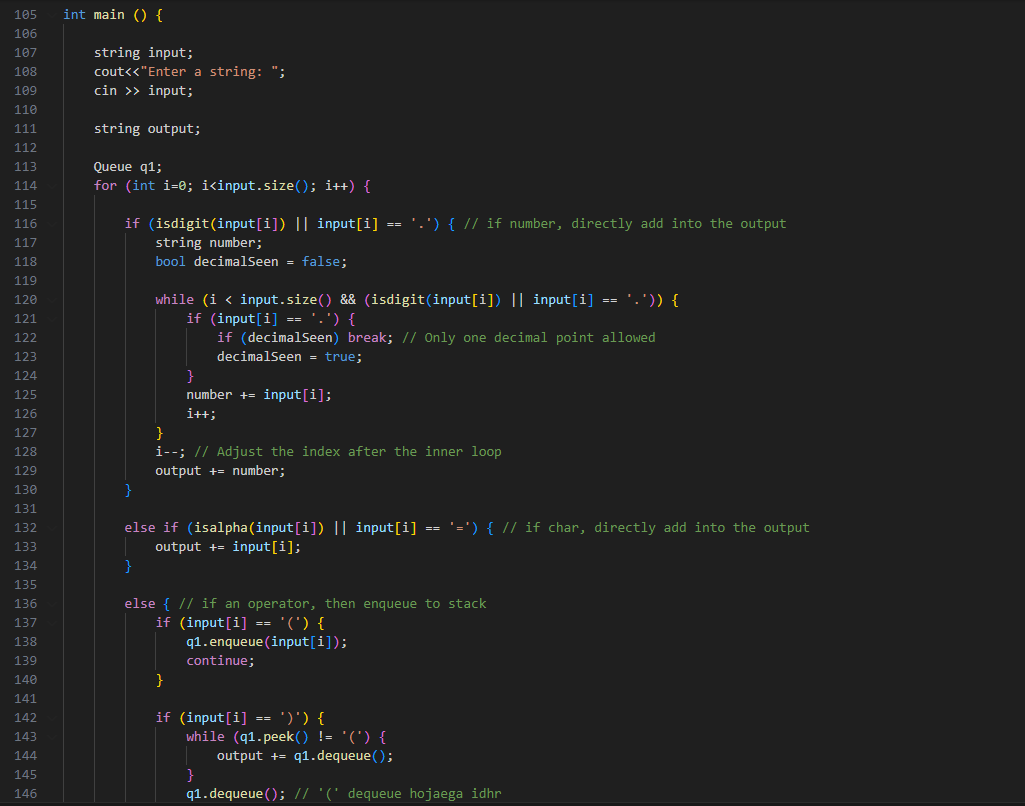 105 int main () {
106
107 string input;
108 cout<<"Enter a string: ";
109 cin >> input;
110
111 string output;
112
113 Queue q1;
114 for (int i=0; i<input.size(); i++) {
115
116 if (isdigit(input[i]) || input[i] == '.') { // if number, directly add into the output
117 string number;
118 bool decimalSeen = false;
119
120 while (i < input.size() && (isdigit(input[i]) || input[i] == '.')) {
121 if (input[i] == '.') {
122 if (decimalSeen) break; // Only one decimal point allowed
123 decimalSeen = true;
124 }
125 number += input[i];
126 i++;
127 }
128 i--; // Adjust the index after the inner loop
129 output += number;
130 }
131
132 else if (isalpha(input[i]) || input[i] == '=') { // if char, directly add into the output
133 output += input[i];
134 }
135
136 else { // if an operator, then enqueue to stack
137 if (input[i] == '(') {
138 q1.enqueue(input[i]);
139 continue;
140 }
141
142 if (input[i] == ')') {
143 while (q1.peek() != '(') {
144 output += q1.dequeue();
145 }
146 q1.dequeue(); // '(' dequeue hojaega idhr